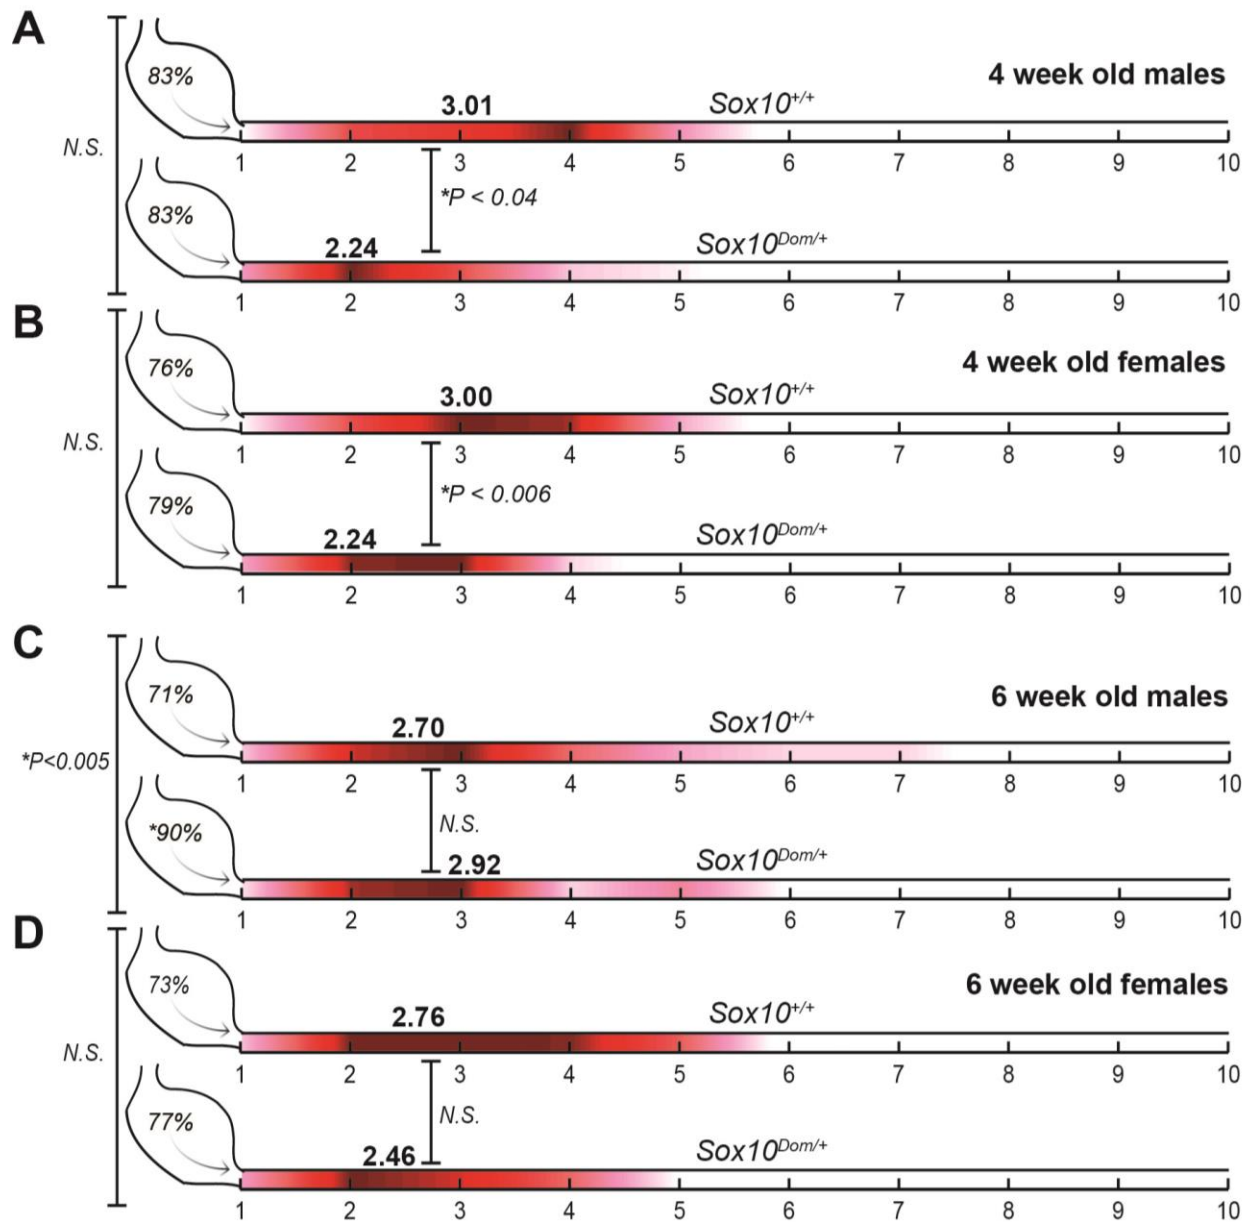 A
83%
4 week old males
3.01
Sox10+/+
1 2 3 4 5 6 7 8 9 10
N.S.
*P < 0.04
83%
2.24
Sox10Dom/+
1 2 3 4 5 6 7 8 9 10
B
76%
4 week old females
3.00
Sox10+/+
1 2 3 4 5 6 7 8 9 10
N.S.
*P < 0.006
79%
2.24
Sox10Dom/+
1 2 3 4 5 6 7 8 9 10
C
71%
6 week old males
2.70
Sox10+/+
1 2 3 4 5 6 7 8 9 10
*P<0.005
N.S.
*90%
2.92
Sox10Dom/+
1 2 3 4 5 6 7 8 9 10
D
73%
6 week old females
2.76
Sox10+/+
1 2 3 4 5 6 7 8 9 10
N.S.
N.S.
77%
2.46
Sox10Dom/+
1 2 3 4 5 6 7 8 9 10